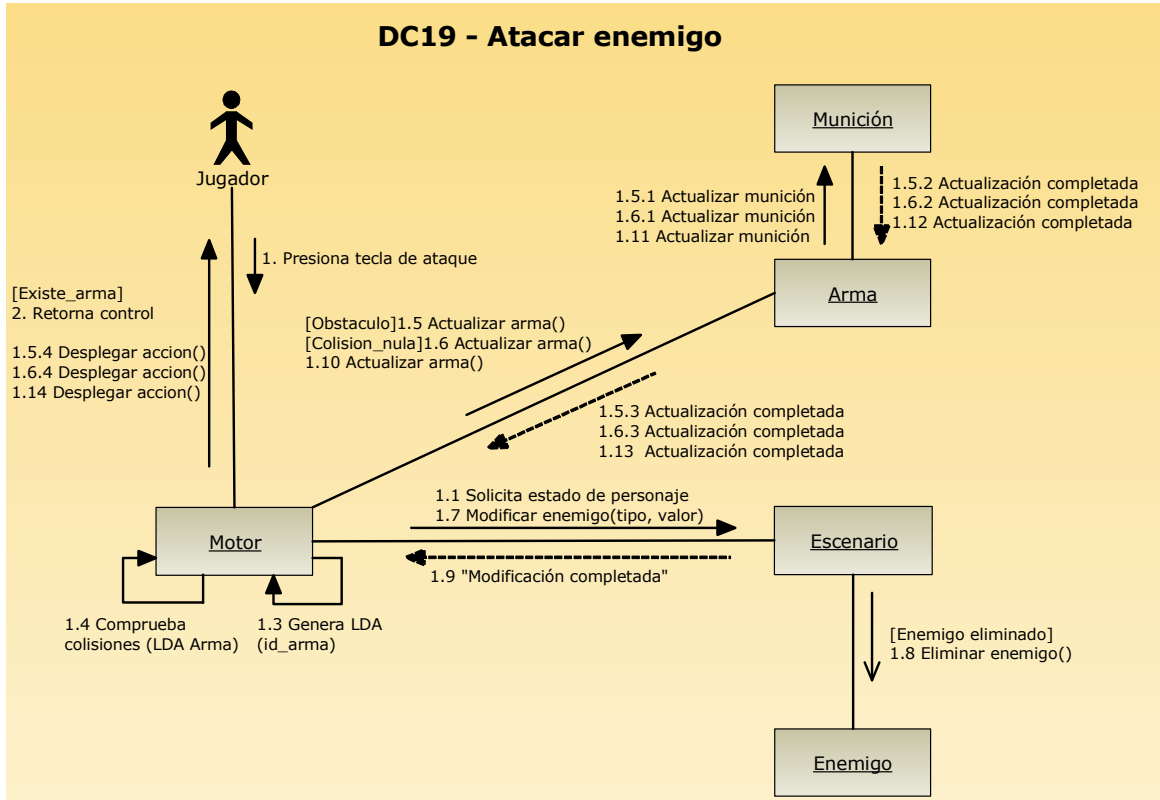 DC19 - Atacar enemigo
Jugador
1. Presiona tecla de ataque
[Existe_arma]
2. Retorna control
1.5.4 Desplegar accion()
1.6.4 Desplegar accion()
1.14 Desplegar accion()
Munición
1.5.1 Actualizar munición
1.6.1 Actualizar munición
1.11 Actualizar munición
1.5.2 Actualización completada
1.6.2 Actualización completada
1.12 Actualización completada
Arma
[Obstaculo]1.5 Actualizar arma()
[Colision_nula]1.6 Actualizar arma()
1.10 Actualizar arma()
1.5.3 Actualización completada
1.6.3 Actualización completada
1.13 Actualización completada
Motor
1.1 Solicita estado de personaje
1.7 Modificar enemigo(tipo, valor)
1.9 "Modificación completada"
Escenario
1.4 Comprueba
colisiones (LDA Arma)
1.3 Genera LDA
(id_arma)
[Enemigo eliminado]
1.8 Eliminar enemigo()
Enemigo